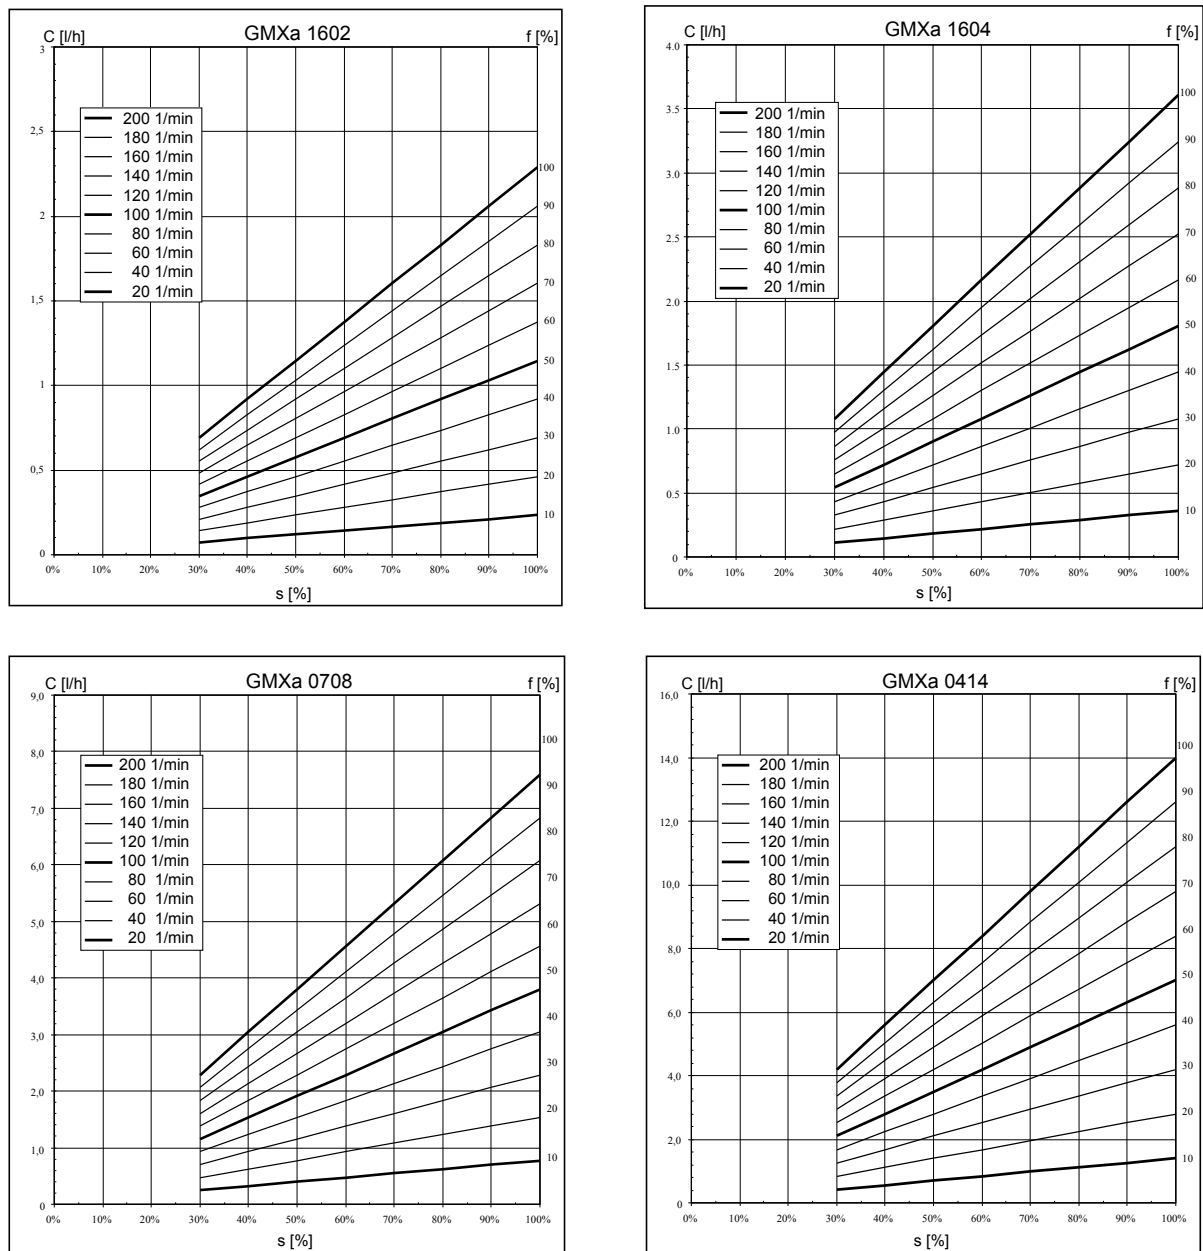 C [l/h] GMXa 1602 f [%]
3
2,5
2
1,5
1
0,5
0
200 1/min
180 1/min
160 1/min
140 1/min
120 1/min
100 1/min
80 1/min
60 1/min
40 1/min
20 1/min
100
90
80
70
60
50
40
30
20
10
0% 10% 20% 30% 40% 50% 60% 70% 80% 90% 100%
s [%]
C [l/h] GMXa 1604 f [%]
4.0
3.5
3.0
2.5
2.0
1.5
1.0
0.5
0
200 1/min
180 1/min
160 1/min
140 1/min
120 1/min
100 1/min
80 1/min
60 1/min
40 1/min
20 1/min
100
90
80
70
60
50
40
30
20
10
0% 10% 20% 30% 40% 50% 60% 70% 80% 90% 100%
s [%]
C [l/h] GMXa 0708 f [%]
9,0
8,0
7,0
6,0
5,0
4,0
3,0
2,0
1,0
0
200 1/min
180 1/min
160 1/min
140 1/min
120 1/min
100 1/min
80 1/min
60 1/min
40 1/min
20 1/min
100
90
80
70
60
50
40
30
20
10
0% 10% 20% 30% 40% 50% 60% 70% 80% 90% 100%
s [%]
C [l/h] GMXa 0414 f [%]
16,0
14,0
12,0
10,0
8,0
6,0
4,0
2,0
0
200 1/min
180 1/min
160 1/min
140 1/min
120 1/min
100 1/min
80 1/min
60 1/min
40 1/min
20 1/min
100
90
80
70
60
50
40
30
20
10
0% 10% 20% 30% 40% 50% 60% 70% 80% 90% 100%
s [%]